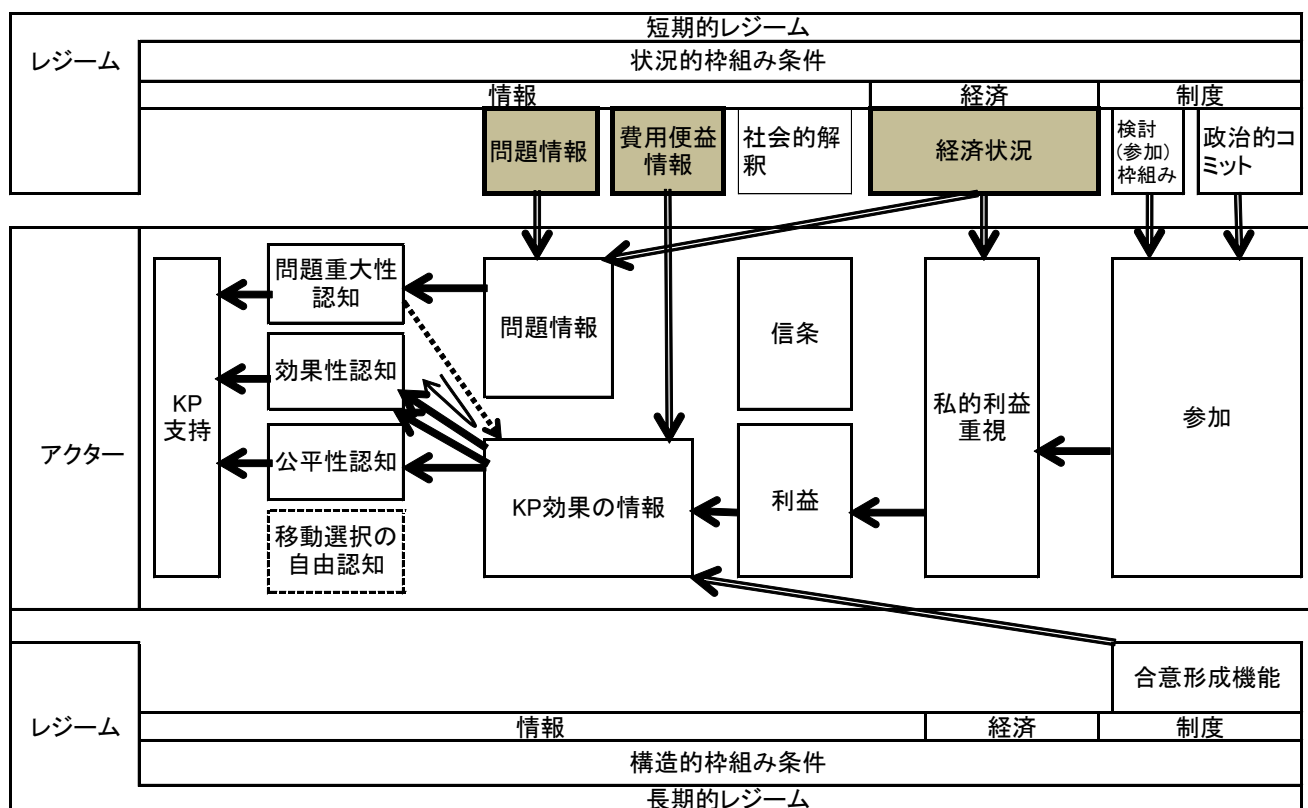 短期的レジーム
レジーム
状況的枠組み条件
情報
経済
制度
問題情報
費用便益
情報
社会的解
釈
経済状況
検討
(参加)
枠組み
政治的コ
ミット
アクター
KP
支持
問題重大性
認知
効果性認知
公平性認知
移動選択の
自由認知
問題情報
KP効果の情報
信条
利益
私的利益
重視
参加
レジーム
合意形成機能
情報
経済
制度
構造的枠組み条件
長期的レジーム